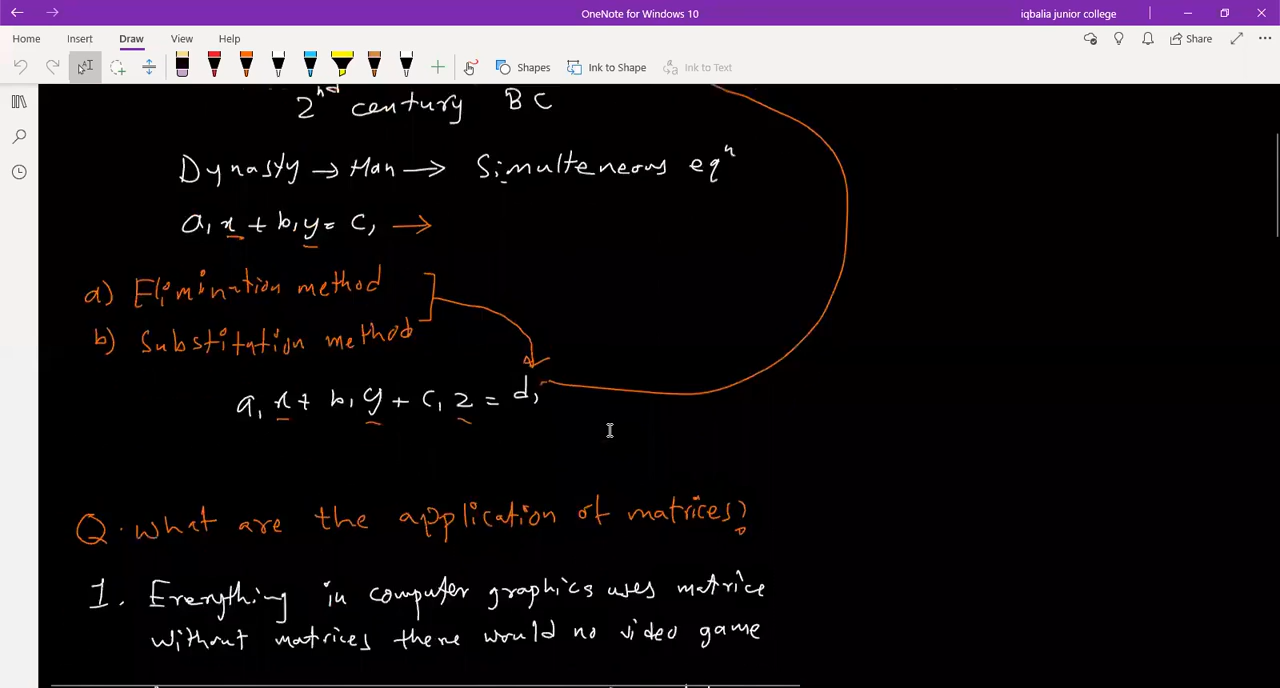 OneNote for Windows 10
iqbalia junior college
Home Insert Draw View Help
Share
Shapes
Ink to Shape
Ink to Text
2nd century BC
Dynasty → Han → Simulteneous eqn
a₁x + b₁y = c₁ →
a) Elimination method
b) Substitution method
a₁x + b₁y + c₁z = d₁
Q. What are the application of matrices?
1. Everything in computer graphics uses matrice
without matrices there would no video game